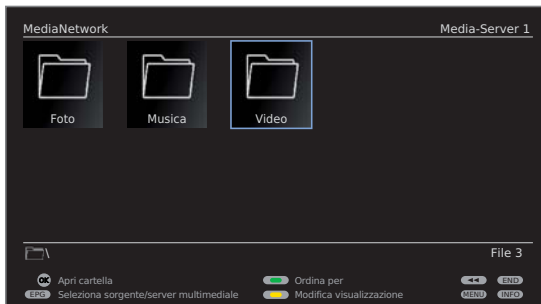 MediaNetwork Media-Server 1
Foto Musica Video
\ File 3
OK Apri cartella Ordina per END
EPG Seleziona sorgente/server multimediale Modifica visualizzazione MENU INFO